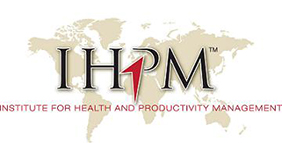 IHPM™
INSTITUTE FOR HEALTH AND PRODUCTIVITY MANAGEMENT